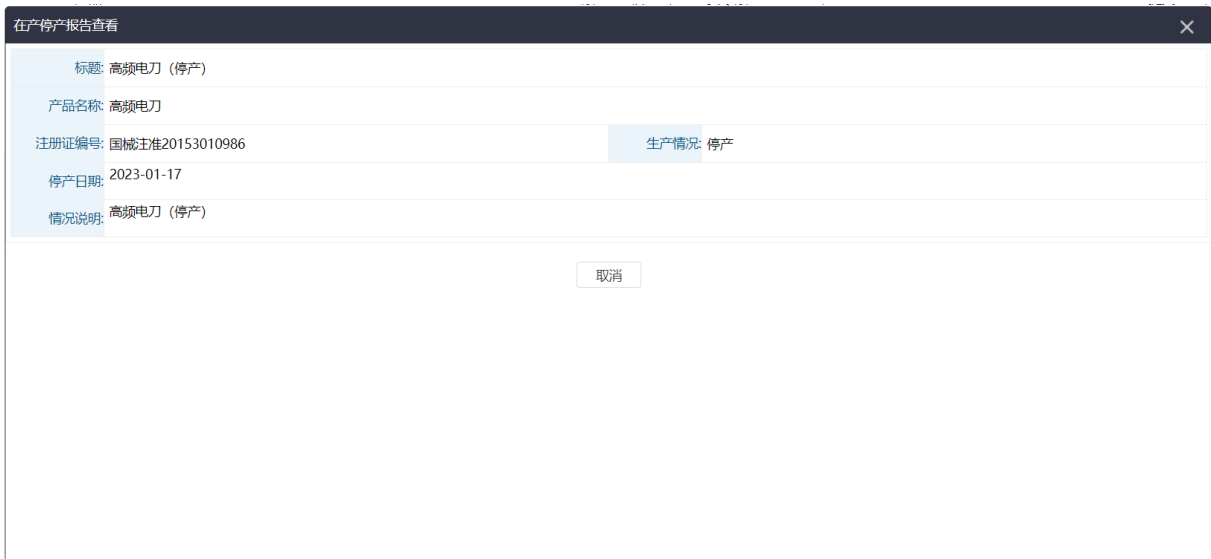 在产停产报告查看
标题: 高频电刀（停产）
产品名称: 高频电刀
注册证编号: 国械注准20153010986 生产情况: 停产
停产日期: 2023-01-17
情况说明: 高频电刀（停产）
取消